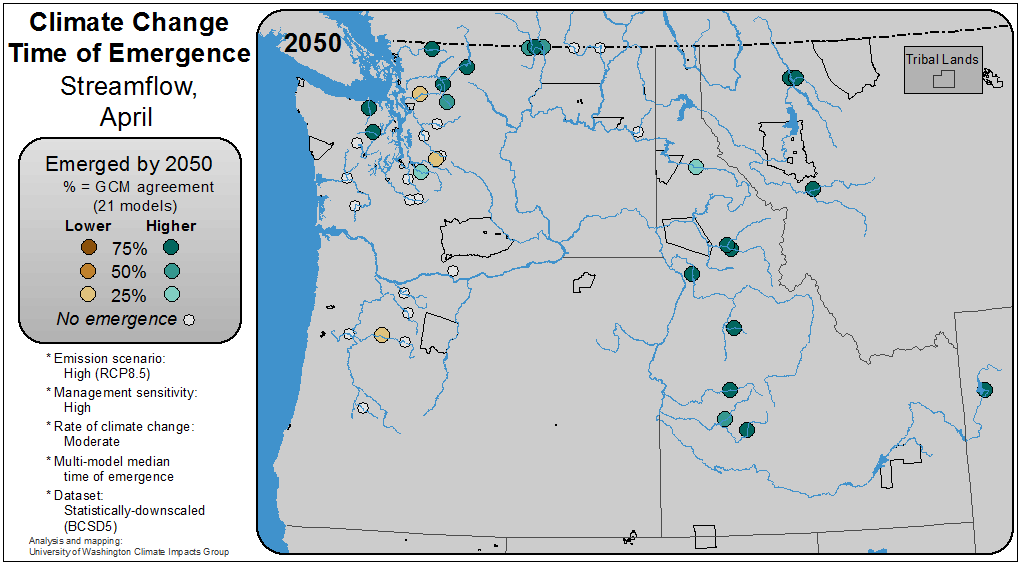 Climate Change
Time of Emergence
Streamflow,
April
Emerged by 2050
% = GCM agreement
(21 models)
Lower Higher
75%
50%
25%
No emergence
* Emission scenario:
High (RCP8.5)
* Management sensitivity:
High
* Rate of climate change:
Moderate
* Multi-model median
time of emergence
* Dataset:
Statistically-downscaled
(BCSD5)
Analysis and mapping:
University of Washington Climate Impacts Group
2050
Tribal Lands